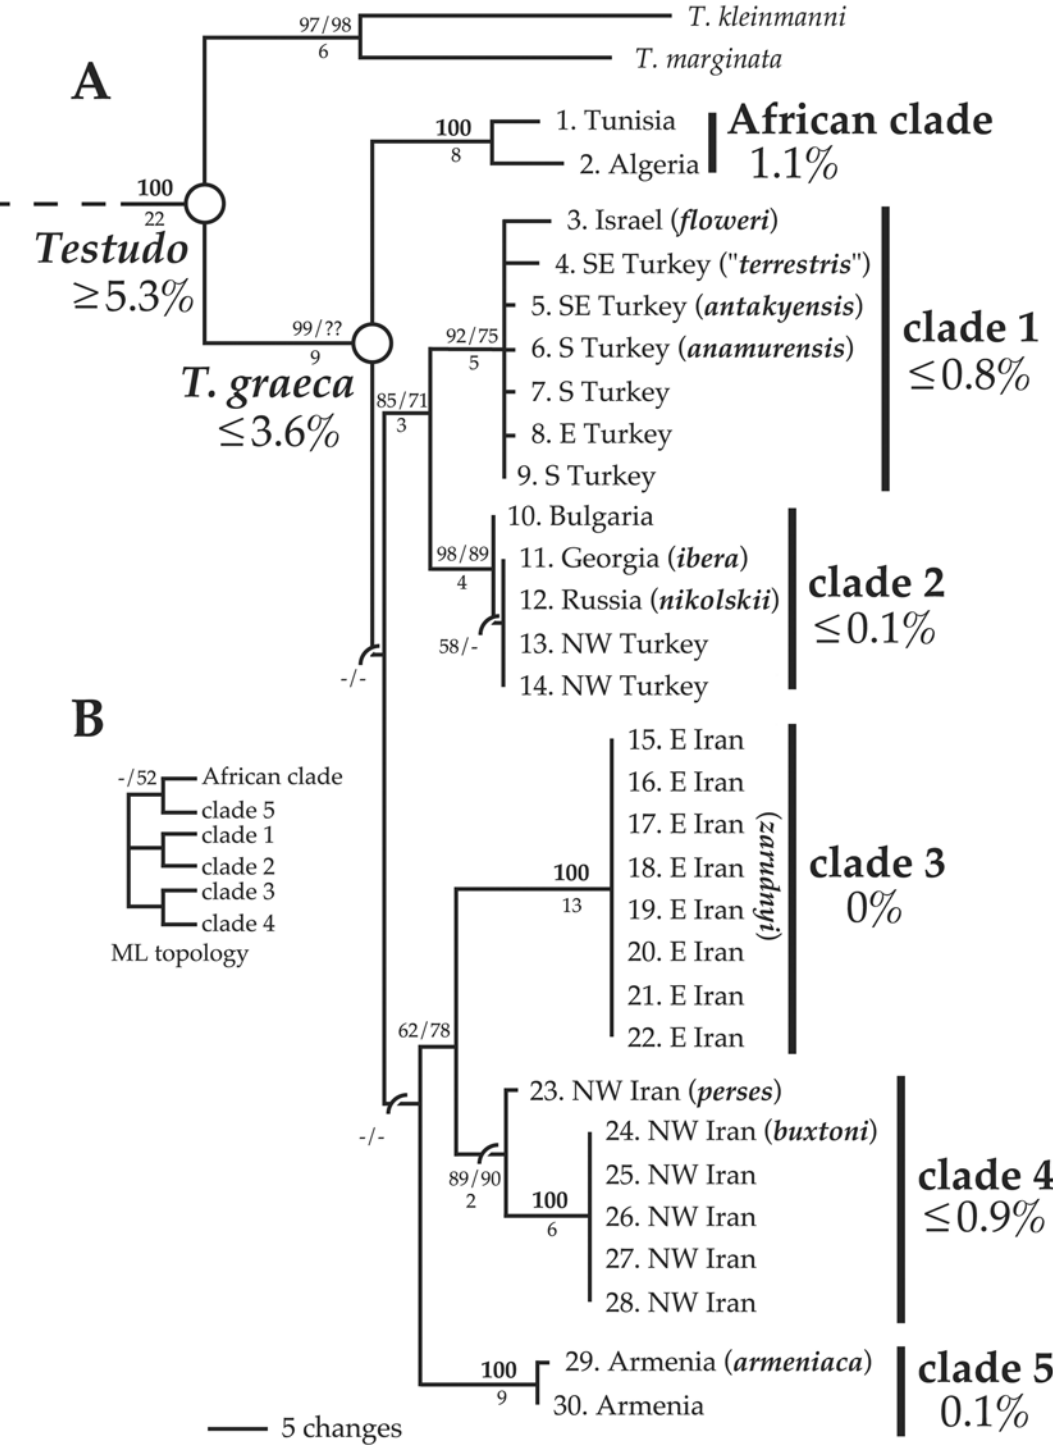 T. kleinmanni
97/98
6
T. marginata
A
1. Tunisia
100
8
2. Algeria
African clade
1.1%
100
22
Testudo
≥5.3%
3. Israel (floweri)
4. SE Turkey ("terrestris")
5. SE Turkey (antakyensis)
92/75
5
6. S Turkey (anamurensis)
7. S Turkey
8. E Turkey
9. S Turkey
clade 1
≤0.8%
99/??
9
T. graeca
≤3.6%
85/71
3
10. Bulgaria
98/89
4
11. Georgia (ibera)
12. Russia (nikolskii)
58/-
13. NW Turkey
14. NW Turkey
clade 2
≤0.1%
-/-
B
-/52
African clade
clade 5
clade 1
clade 2
clade 3
clade 4
ML topology
15. E Iran
16. E Iran
17. E Iran
18. E Iran
100
13
19. E Iran
20. E Iran
21. E Iran
22. E Iran
(zarudnyi)
clade 3
0%
62/78
-/-
23. NW Iran (perses)
24. NW Iran (buxtoni)
89/90
2
25. NW Iran
100
6
26. NW Iran
27. NW Iran
28. NW Iran
clade 4
≤0.9%
100
9
29. Armenia (armeniaca)
30. Armenia
clade 5
0.1%
5 changes